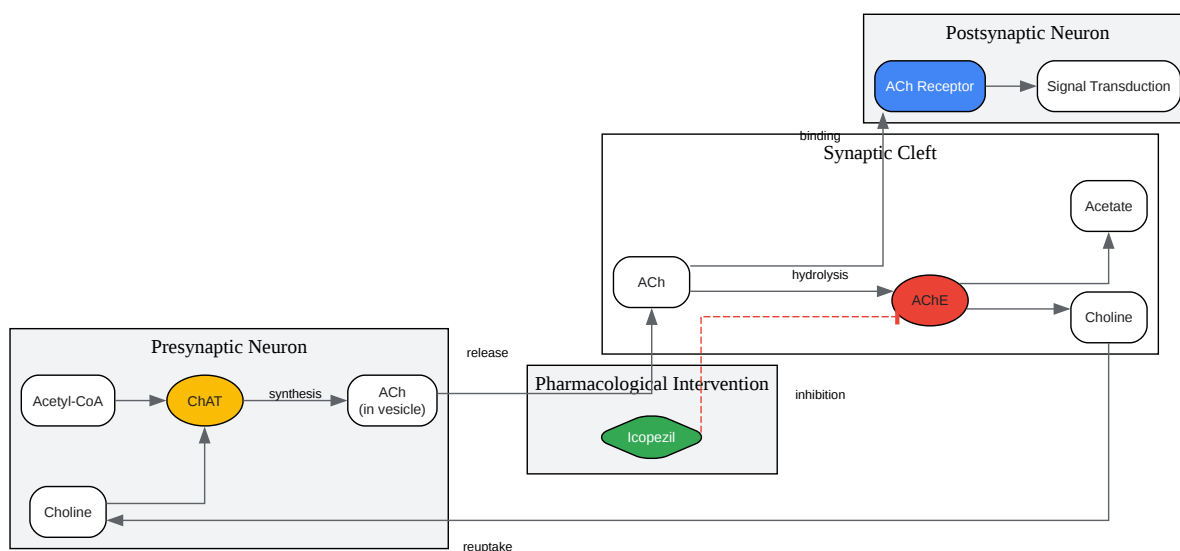 Postsynaptic Neuron
ACh Receptor
Signal Transduction
binding
Synaptic Cleft
Acetate
ACh
hydrolysis
AChE
Choline
Presynaptic Neuron
release
Pharmacological Intervention
Acetyl-CoA
ChAT
synthesis
ACh
(in vesicle)
inhibition
Icopezil
Choline
reuptake